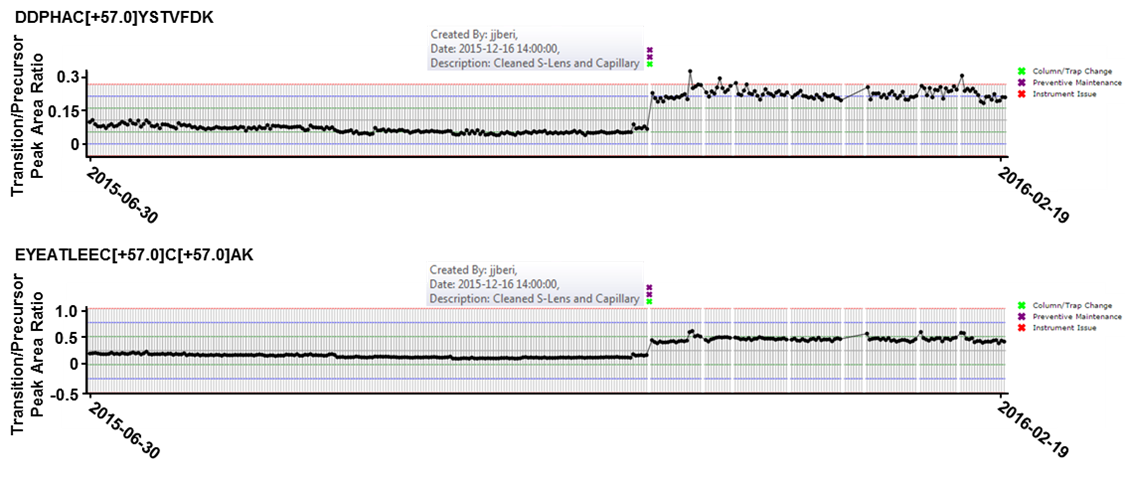 DDPHAC[+57.0]YSTVFDK
Created By: jjberi,
Date: 2015-12-16 14:00:00,
Description: Cleaned S-Lens and Capillary
Transition/Precursor
Peak Area Ratio
0.3
0.15
0
Column/Trap Change
Preventive Maintenance
Instrument Issue
2015-06-30
2016-02-19
EYEATLEEC[+57.0]C[+57.0]AK
Created By: jjberi,
Date: 2015-12-16 14:00:00,
Description: Cleaned S-Lens and Capillary
Transition/Precursor
Peak Area Ratio
1.0
0.5
0
-0.5
Column/Trap Change
Preventive Maintenance
Instrument Issue
2015-06-30
2016-02-19